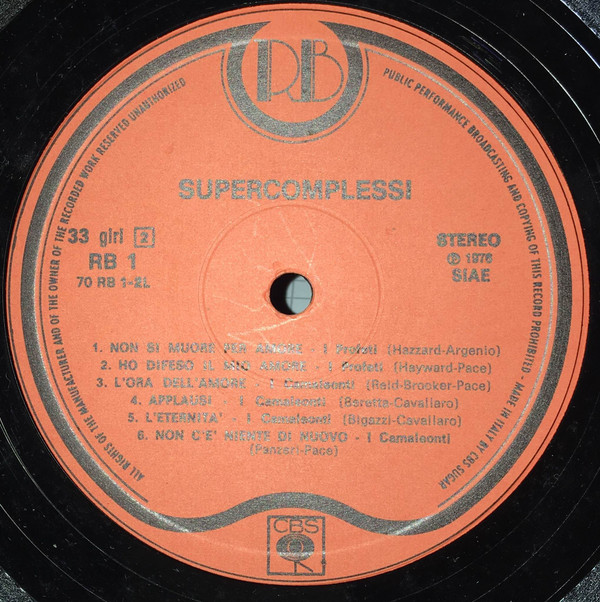 RB
ALL RIGHTS OF THE MANUFACTURER AND OF THE OWNER OF THE RECORDED WORK RESERVED UNAUTHORIZED
PUBLIC PERFORMANCE BROADCASTING AND COPYING OF THIS RECORD PROHIBITED - MADE IN ITALY BY CBS SUGAR
SUPERCOMPLESSI
33 giri 2
RB 1
70 RB 1-2L
STEREO
℗ 1976
SIAE
1. NON SI MUORE PER AMORE - I Profeti (Hazzard-Argenio)
2. HO DIFESO IL MIO AMORE - I Profeti (Hayward-Pace)
3. L'ORA DELL'AMORE - I Camaleonti (Reid-Brooker-Pace)
4. APPLAUSI - I Camaleonti (Baretta-Cavallaro)
5. L'ETERNITA' - I Camaleonti (Bigazzi-Cavallaro)
6. NON C'E' NIENTE DI NUOVO - I Camaleonti
(Panzeri-Pace)
CBS